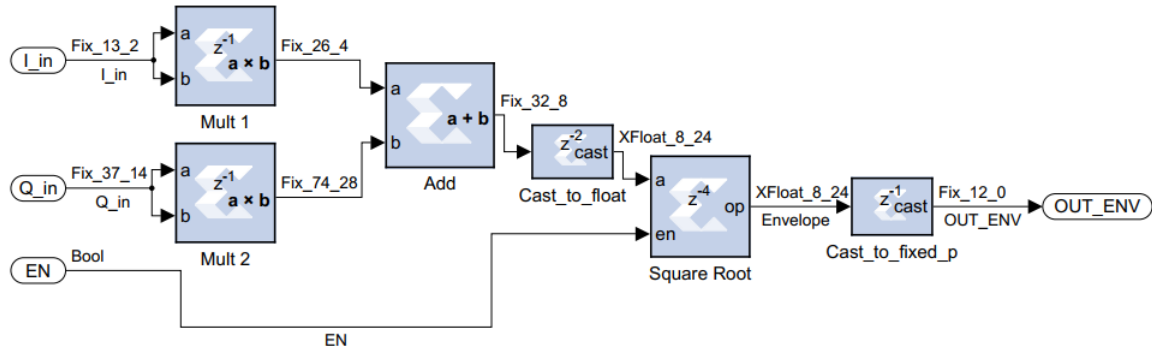 I_in
Fix_13_2
I_in
a
b
z-1
a × b
Mult 1
Fix_26_4
Q_in
Fix_37_14
Q_in
a
b
z-1
a × b
Mult 2
Fix_74_28
a
b
a + b
Add
Fix_32_8
z-2
cast
Cast_to_float
XFloat_8_24
a
en
z-4
op
Square Root
XFloat_8_24
Envelope
z-1
cast
Cast_to_fixed_p
Fix_12_0
OUT_ENV
OUT_ENV
EN
Bool
EN